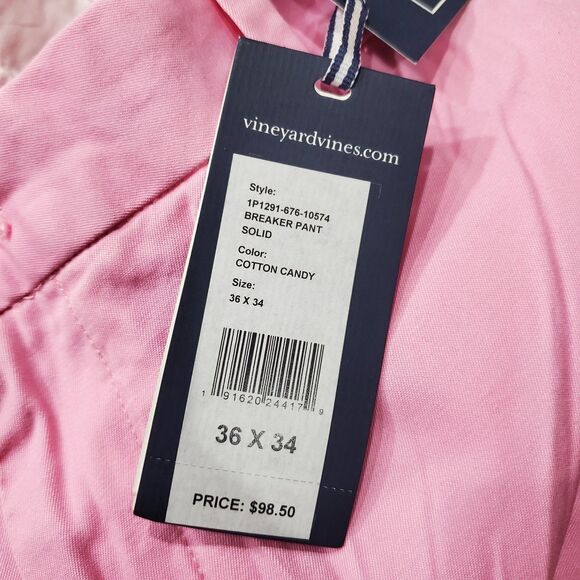 vineyardvines.com
Style:
1P1291-676-10574
BREAKER PANT
SOLID
Color:
COTTON CANDY
Size:
36 X 34
1 91620 24417 9
36 X 34
PRICE: $98.50